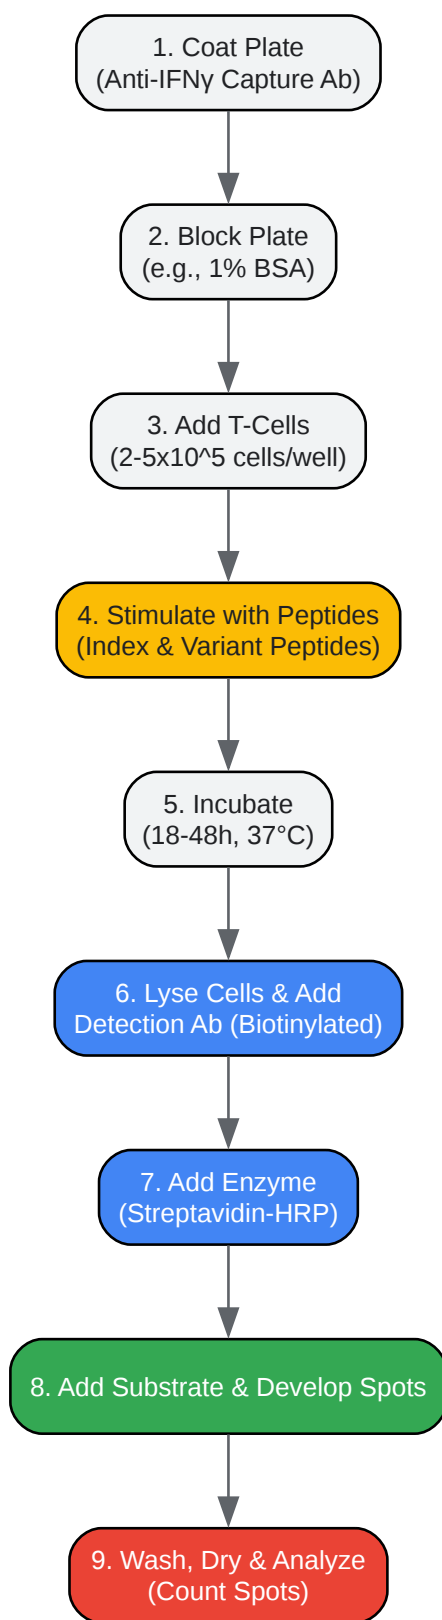 1. Coat Plate
(Anti-IFNγ Capture Ab)
2. Block Plate
(e.g., 1% BSA)
3. Add T-Cells
(2-5x10^5 cells/well)
4. Stimulate with Peptides
(Index & Variant Peptides)
5. Incubate
(18-48h, 37°C)
6. Lyse Cells & Add
Detection Ab (Biotinylated)
7. Add Enzyme
(Streptavidin-HRP)
8. Add Substrate & Develop Spots
9. Wash, Dry & Analyze
(Count Spots)